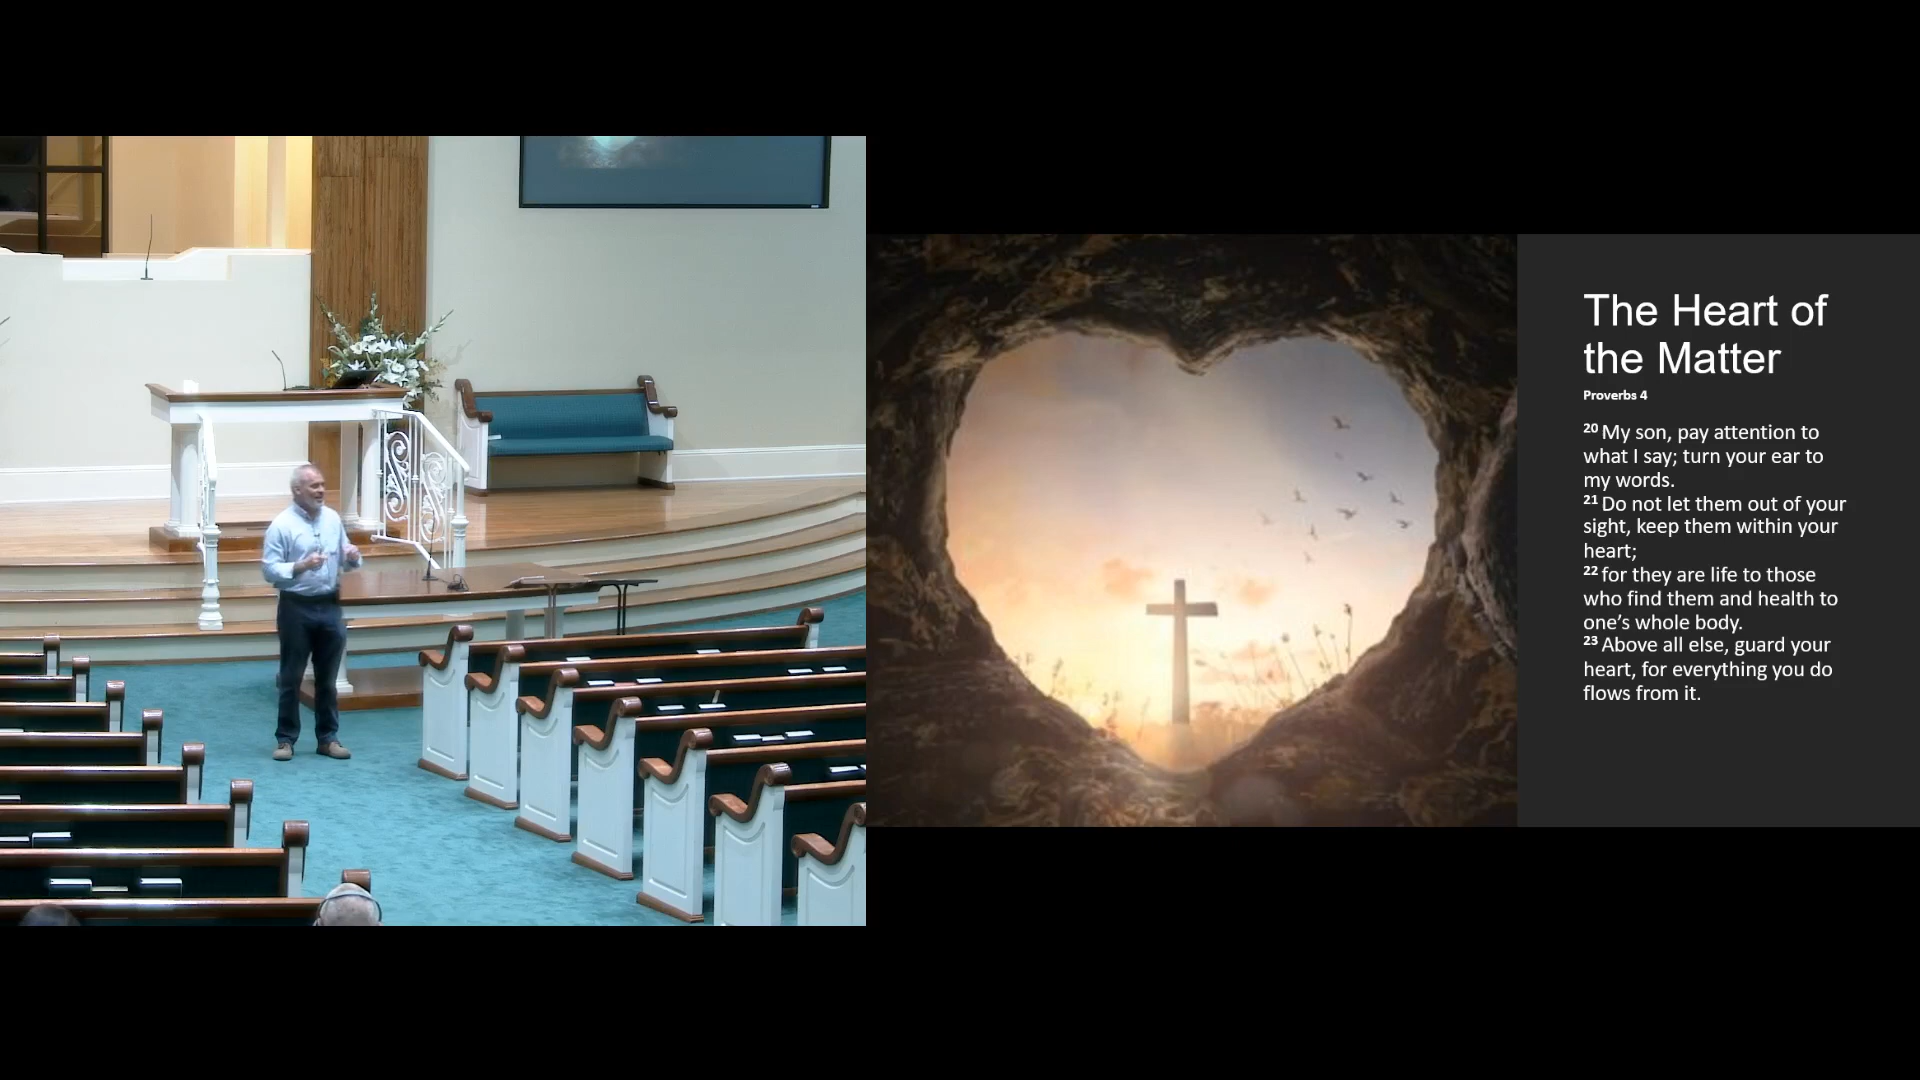 The Heart of
the Matter
Proverbs 4
20 My son, pay attention to
what I say; turn your ear to
my words.
21 Do not let them out of your
sight, keep them within your
heart;
22 for they are life to those
who find them and health to
one’s whole body.
23 Above all else, guard your
heart, for everything you do
flows from it.